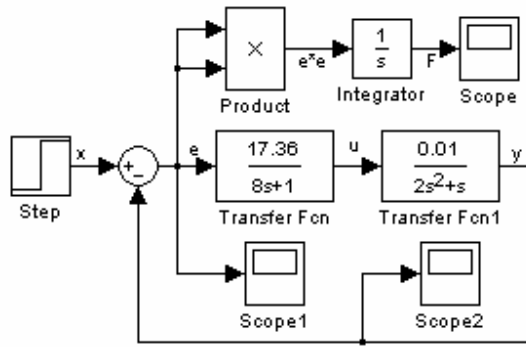 ×
Product
e*e
1
s
Integrator
F
Scope
x
Step
+
−
e
17.36
8s+1
Transfer Fcn
u
0.01
2s²+s
Transfer Fcn1
y
Scope1
Scope2